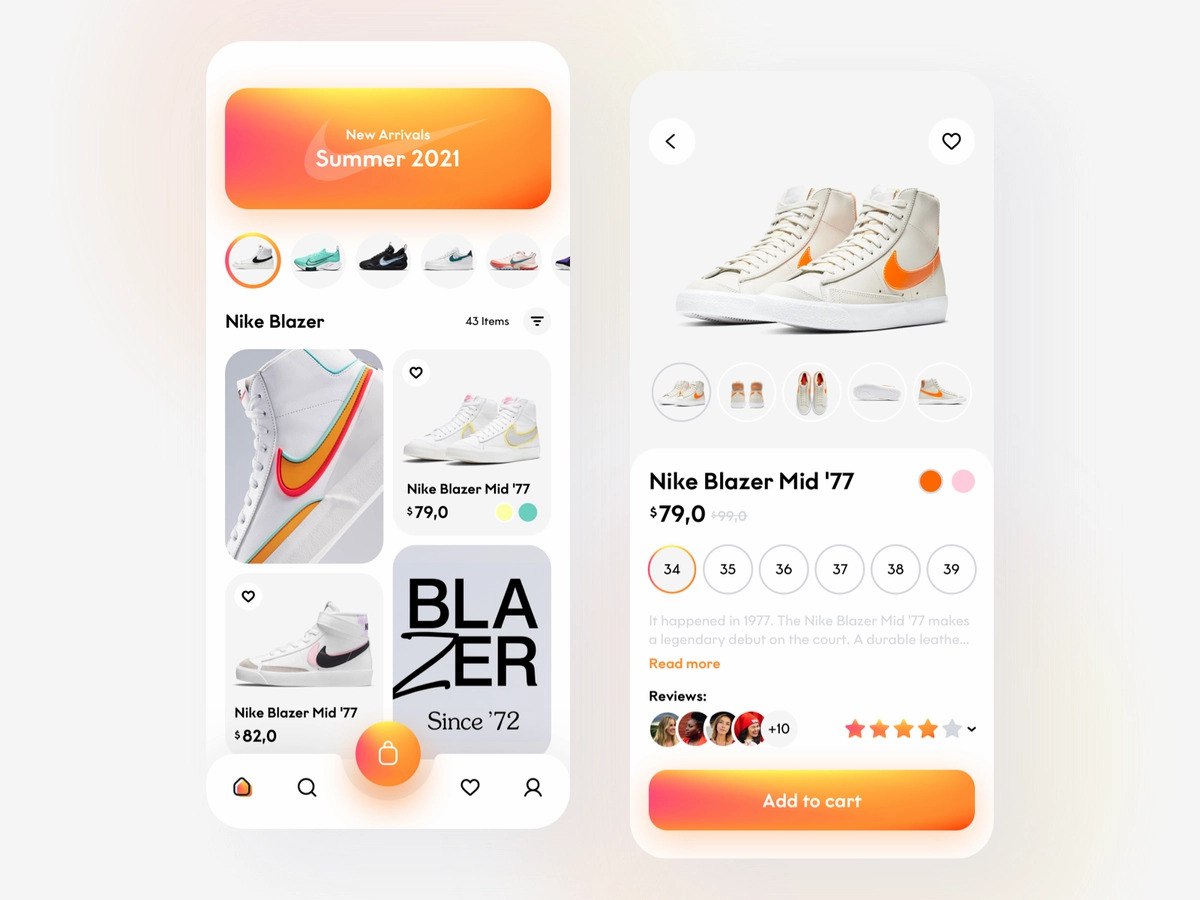 New Arrivals
Summer 2021
Nike Blazer
43 Items
Nike Blazer Mid '77
$79,0
BLA
ZER
Since ’72
Nike Blazer Mid '77
$82,0
Nike Blazer Mid '77
$79,0 $99,0
34 35 36 37 38 39
It happened in 1977. The Nike Blazer Mid '77 makes
a legendary debut on the court. A durable leathe...
Read more
Reviews:
+10
Add to cart